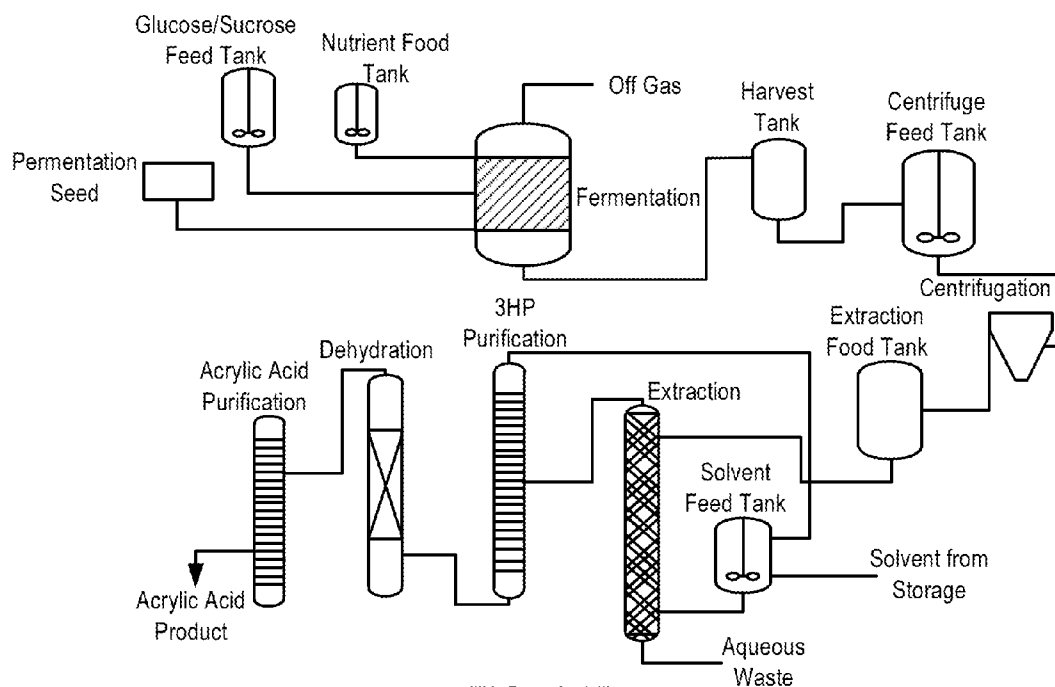 Glucose/Sucrose
Feed Tank
Nutrient Food
Tank
Off Gas
Harvest
Tank
Centrifuge
Feed Tank
Permentation
Seed
Fermentation
Centrifugation
3HP
Purification
Extraction
Food Tank
Dehydration
Acrylic Acid
Purification
Extraction
Solvent
Feed Tank
Solvent from
Storage
Acrylic Acid
Product
Aqueous
Waste